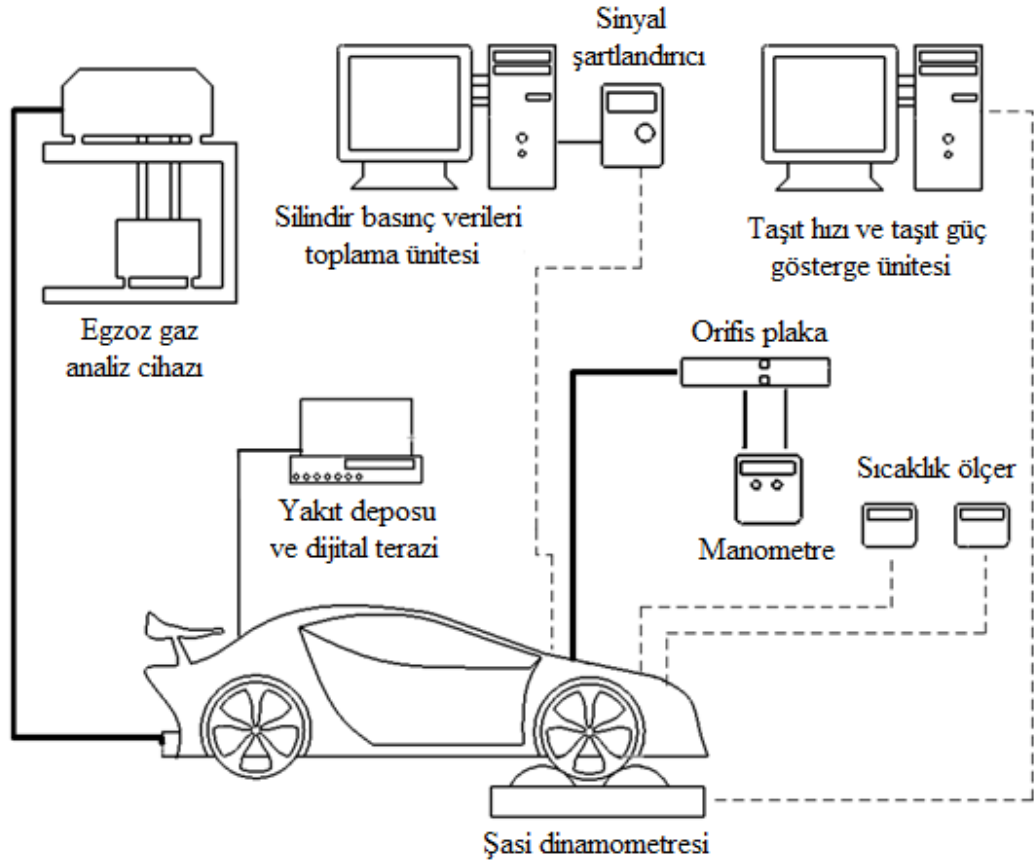 Sinyal
şartlandırıcı
Silindir basınç verileri
toplama ünitesi
Taşıt hızı ve taşıt güç
gösterge ünitesi
Egzoz gaz
analiz cihazı
Orifis plaka
Sıcaklık ölçer
Yakıt deposu
ve dijital terazi
Manometre
Şasi dinamometresi